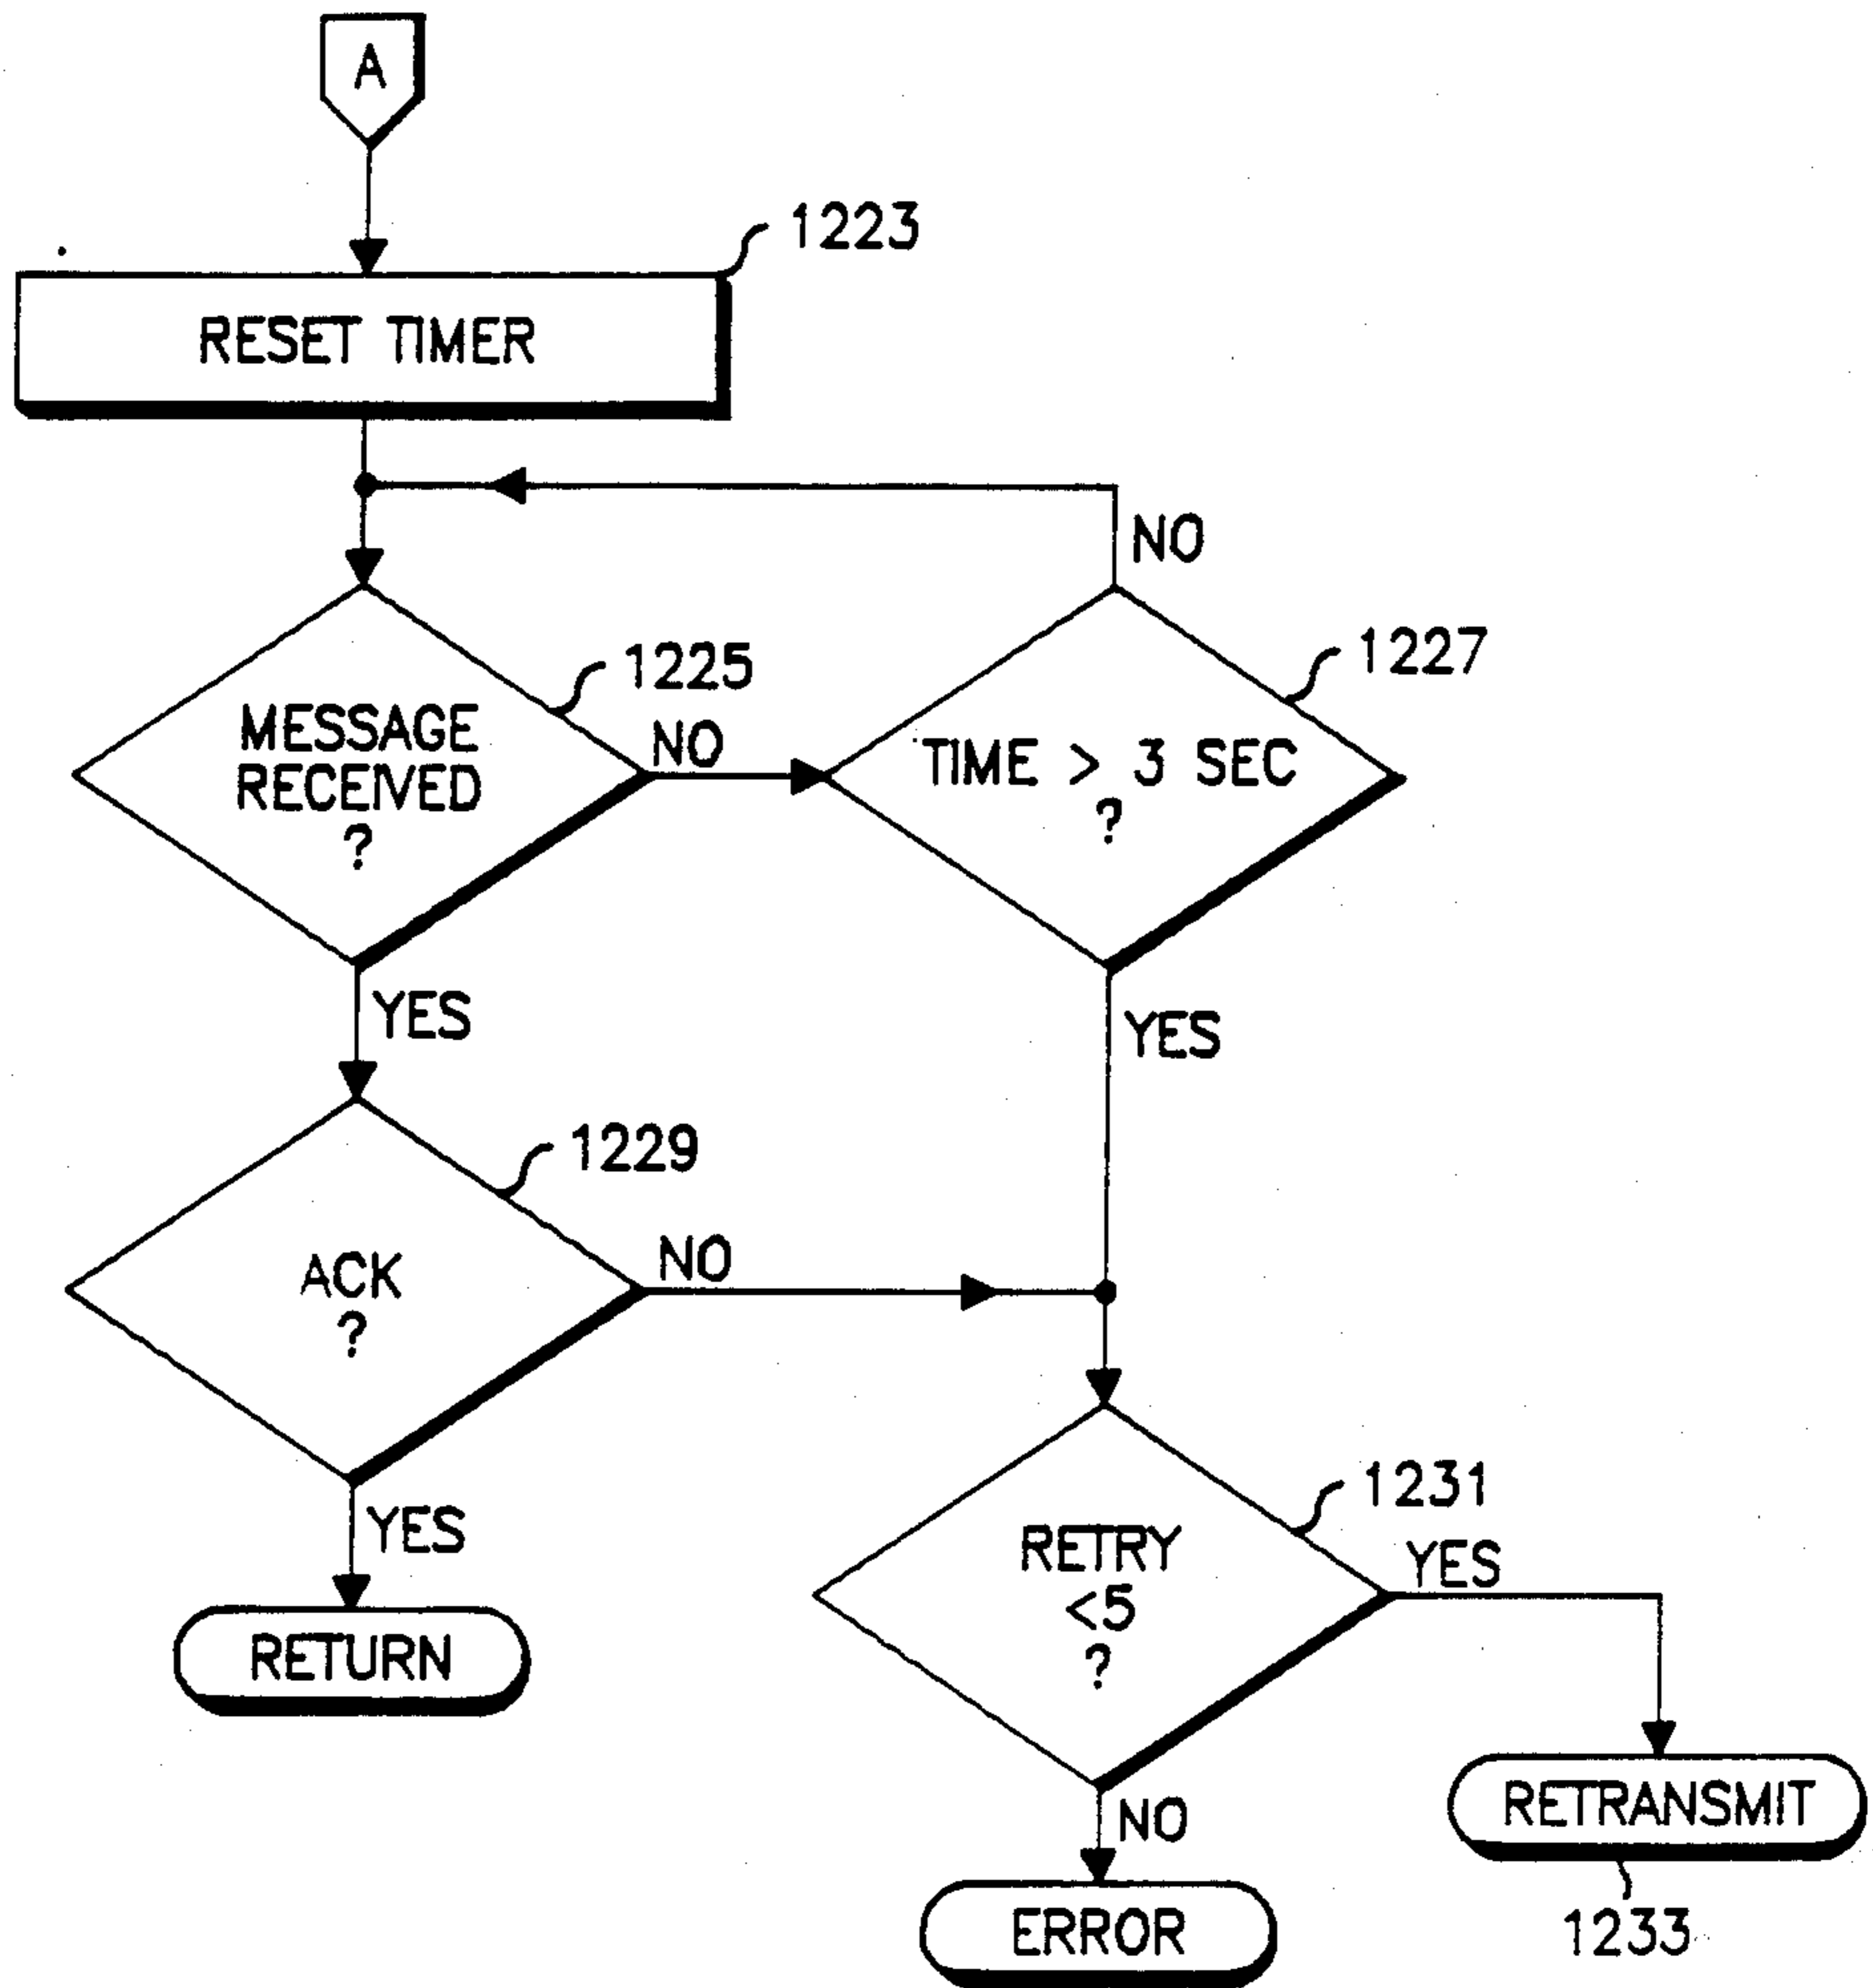 A
1223
RESET TIMER
NO
1225
1227
MESSAGE
RECEIVED
?
NO
TIME > 3 SEC
?
YES
YES
1229
ACK
?
NO
1231
YES
RETRY
<5
?
YES
RETURN
NO
RETRANSMIT
ERROR
1233